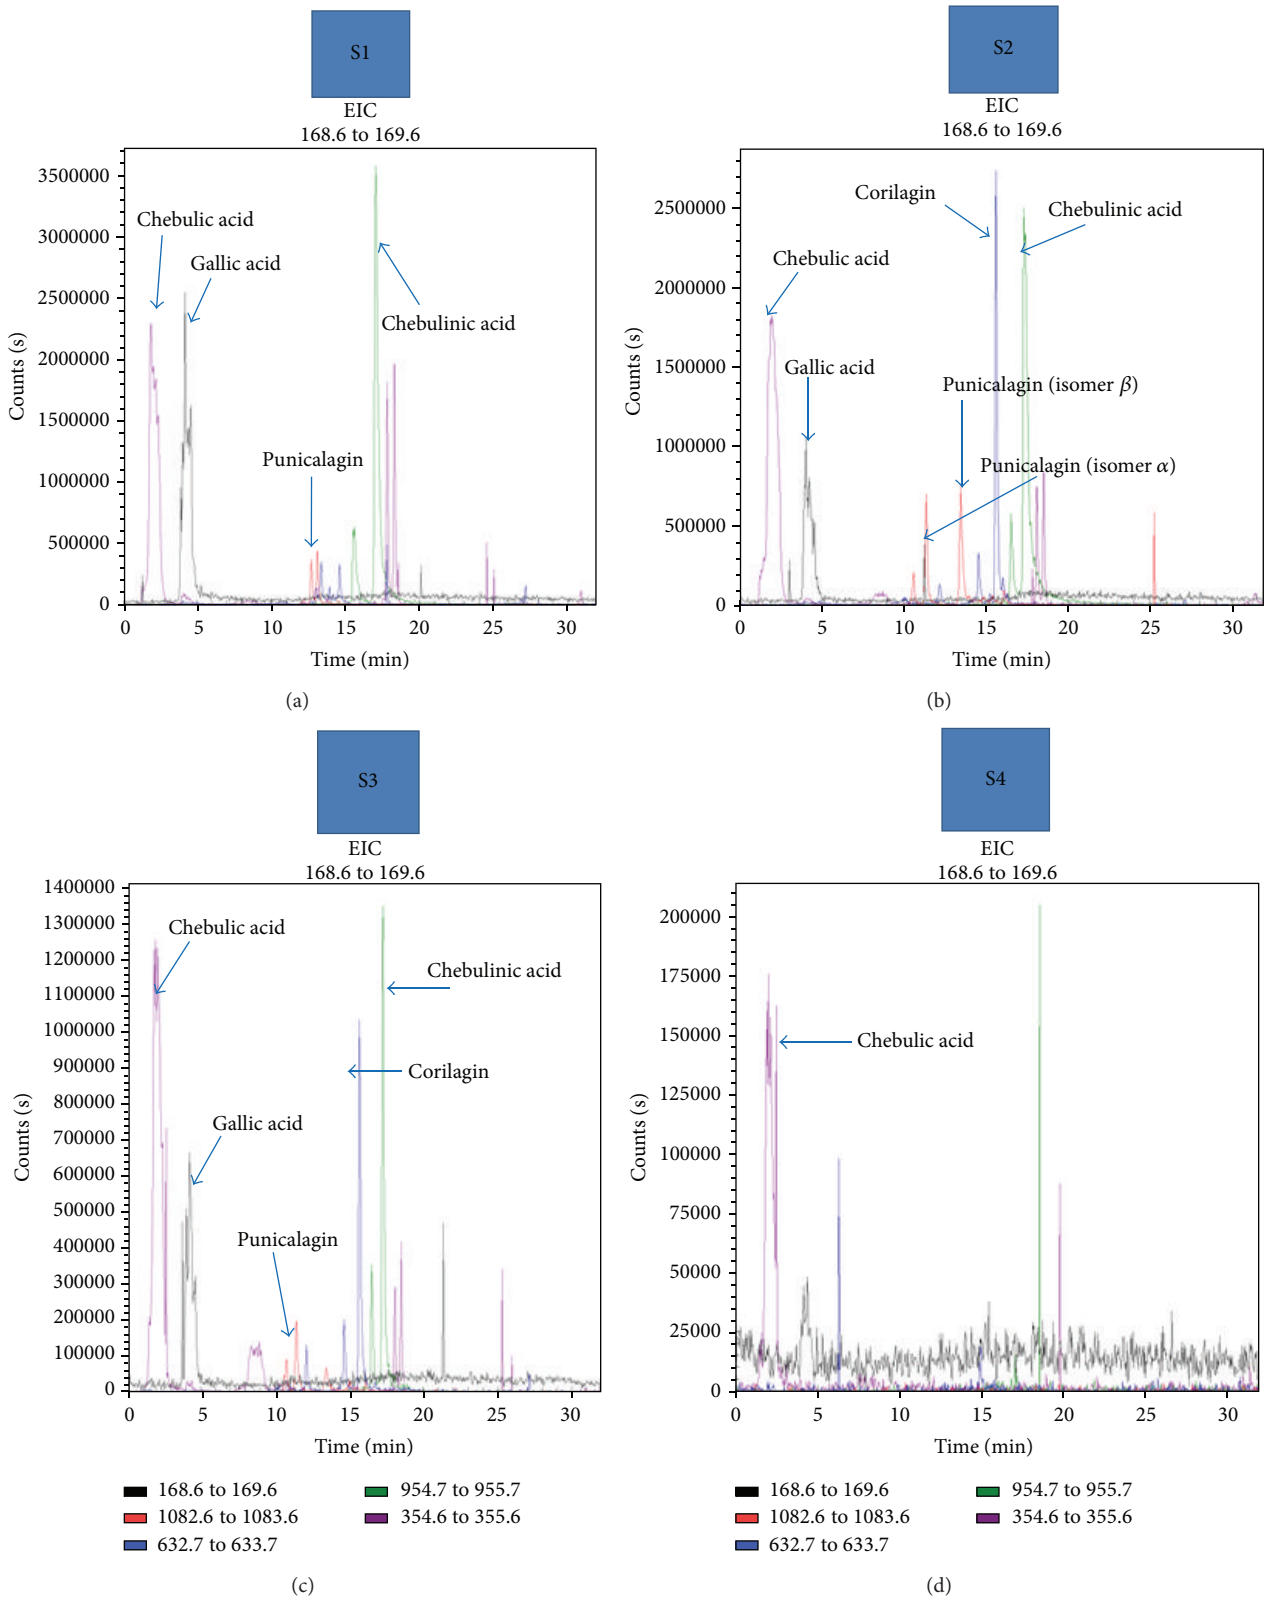 S1
EIC
168.6 to 169.6
3500000
3000000
2500000
2000000
1500000
1000000
500000
0
Counts (s)
Chebulic acid
Gallic acid
Chebulinic acid
Punicalagin
0 5 10 15 20 25 30
Time (min)
(a)
S2
EIC
168.6 to 169.6
2500000
2000000
1500000
1000000
500000
0
Counts (s)
Corilagin
Chebulinic acid
Chebulic acid
Gallic acid
Punicalagin (isomer β)
Punicalagin (isomer α)
0 5 10 15 20 25 30
Time (min)
(b)
S3
EIC
168.6 to 169.6
1400000
1300000
1200000
1100000
1000000
900000
800000
700000
600000
500000
400000
300000
200000
100000
0
Counts (s)
Chebulic acid
Chebulinic acid
Corilagin
Gallic acid
Punicalagin
0 5 10 15 20 25 30
Time (min)
168.6 to 169.6
1082.6 to 1083.6
632.7 to 633.7
954.7 to 955.7
354.6 to 355.6
(c)
S4
EIC
168.6 to 169.6
200000
175000
150000
125000
100000
75000
50000
25000
0
Counts (s)
Chebulic acid
0 5 10 15 20 25 30
Time (min)
168.6 to 169.6
1082.6 to 1083.6
632.7 to 633.7
954.7 to 955.7
354.6 to 355.6
(d)